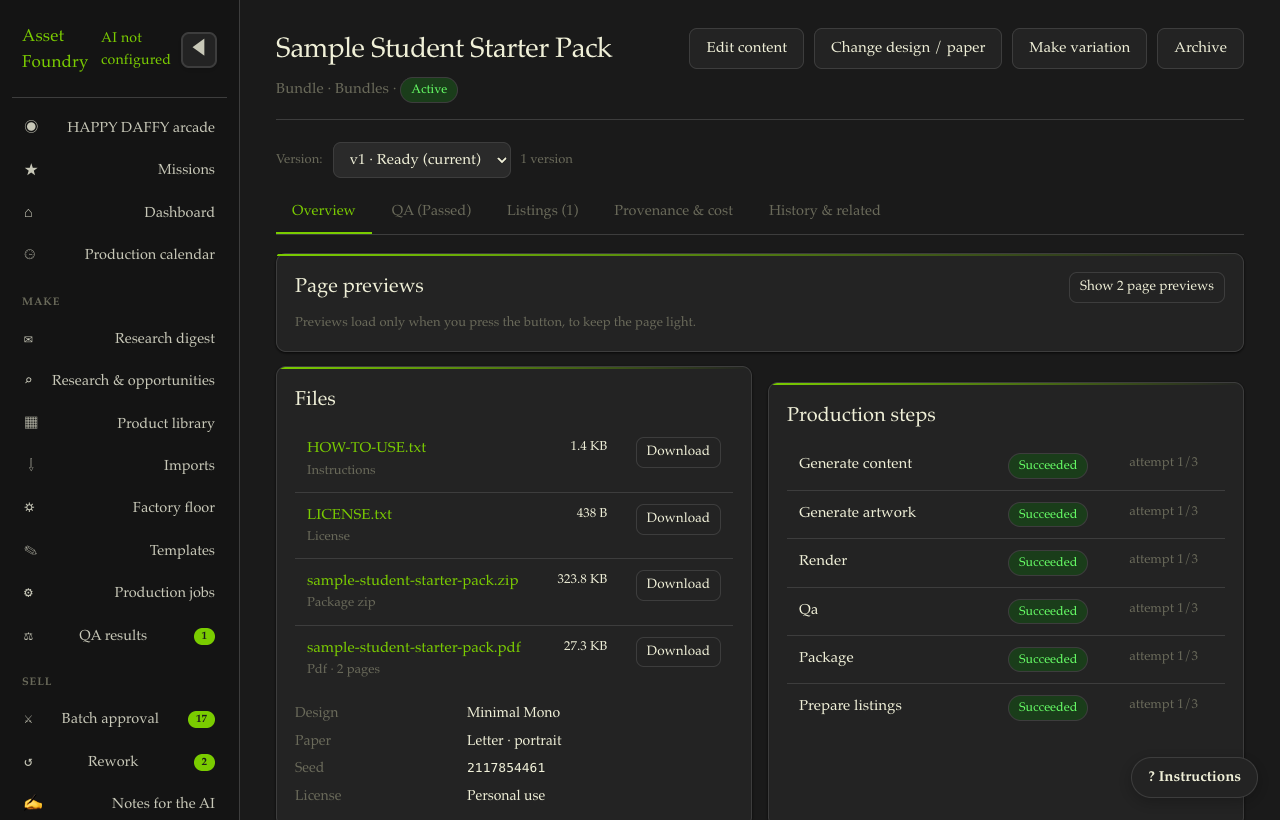 Asset Foundry
AI not configured
HAPPY DAFFY arcade
Missions
Dashboard
Production calendar
MAKE
Research digest
Research & opportunities
Product library
Imports
Factory floor
Templates
Production jobs
QA results 1
SELL
Batch approval 17
Rework 2
Notes for the AI
Sample Student Starter Pack
Edit content
Change design / paper
Make variation
Archive
Bundle · Bundles · Active
Version: v1 · Ready (current) 1 version
Overview
QA (Passed)
Listings (1)
Provenance & cost
History & related
Page previews
Show 2 page previews
Previews load only when you press the button, to keep the page light.
Files
HOW-TO-USE.txt 1.4 KB Download
Instructions
LICENSE.txt 438 B Download
License
sample-student-starter-pack.zip 323.8 KB Download
Package zip
sample-student-starter-pack.pdf 27.3 KB Download
Pdf · 2 pages
Design Minimal Mono
Paper Letter · portrait
Seed 2117854461
License Personal use
Production steps
Generate content Succeeded attempt 1/3
Generate artwork Succeeded attempt 1/3
Render Succeeded attempt 1/3
Qa Succeeded attempt 1/3
Package Succeeded attempt 1/3
Prepare listings Succeeded attempt 1/3
? Instructions